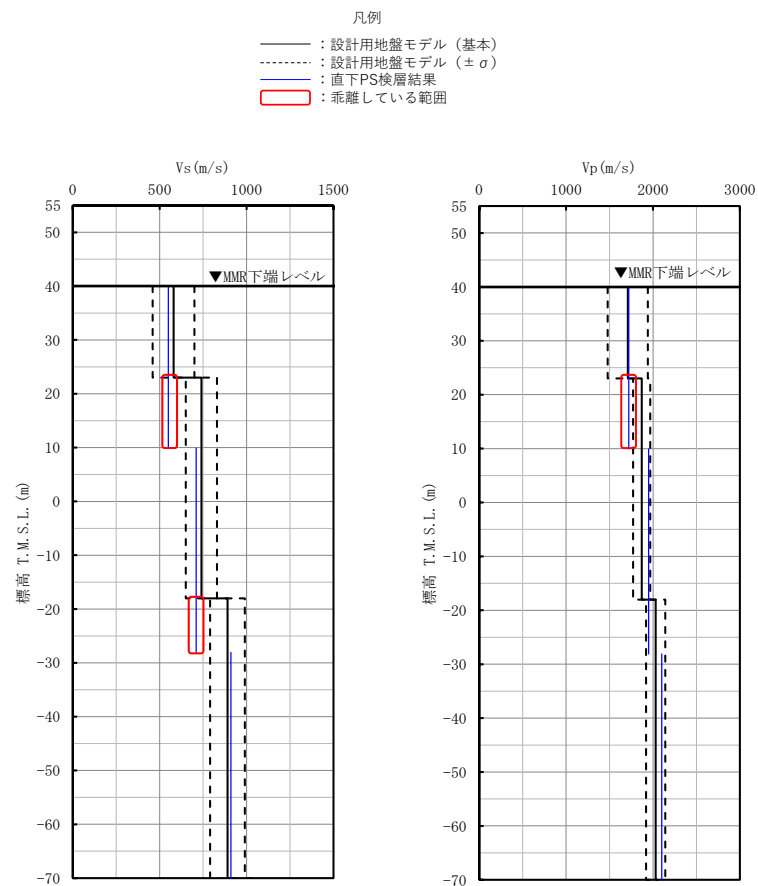 凡例
：設計用地盤モデル（基本）
：設計用地盤モデル（±σ）
：直下PS検層結果
：乖離している範囲
Vs(m/s)
0 500 1000 1500
55
50
40
30
20
10
0
-10
-20
-30
-40
-50
-60
-70
標高 T.M.S.L.(m)
▼MMR下端レベル
Vp(m/s)
0 1000 2000 3000
55
50
40
30
20
10
0
-10
-20
-30
-40
-50
-60
-70
標高 T.M.S.L.(m)
▼MMR下端レベル